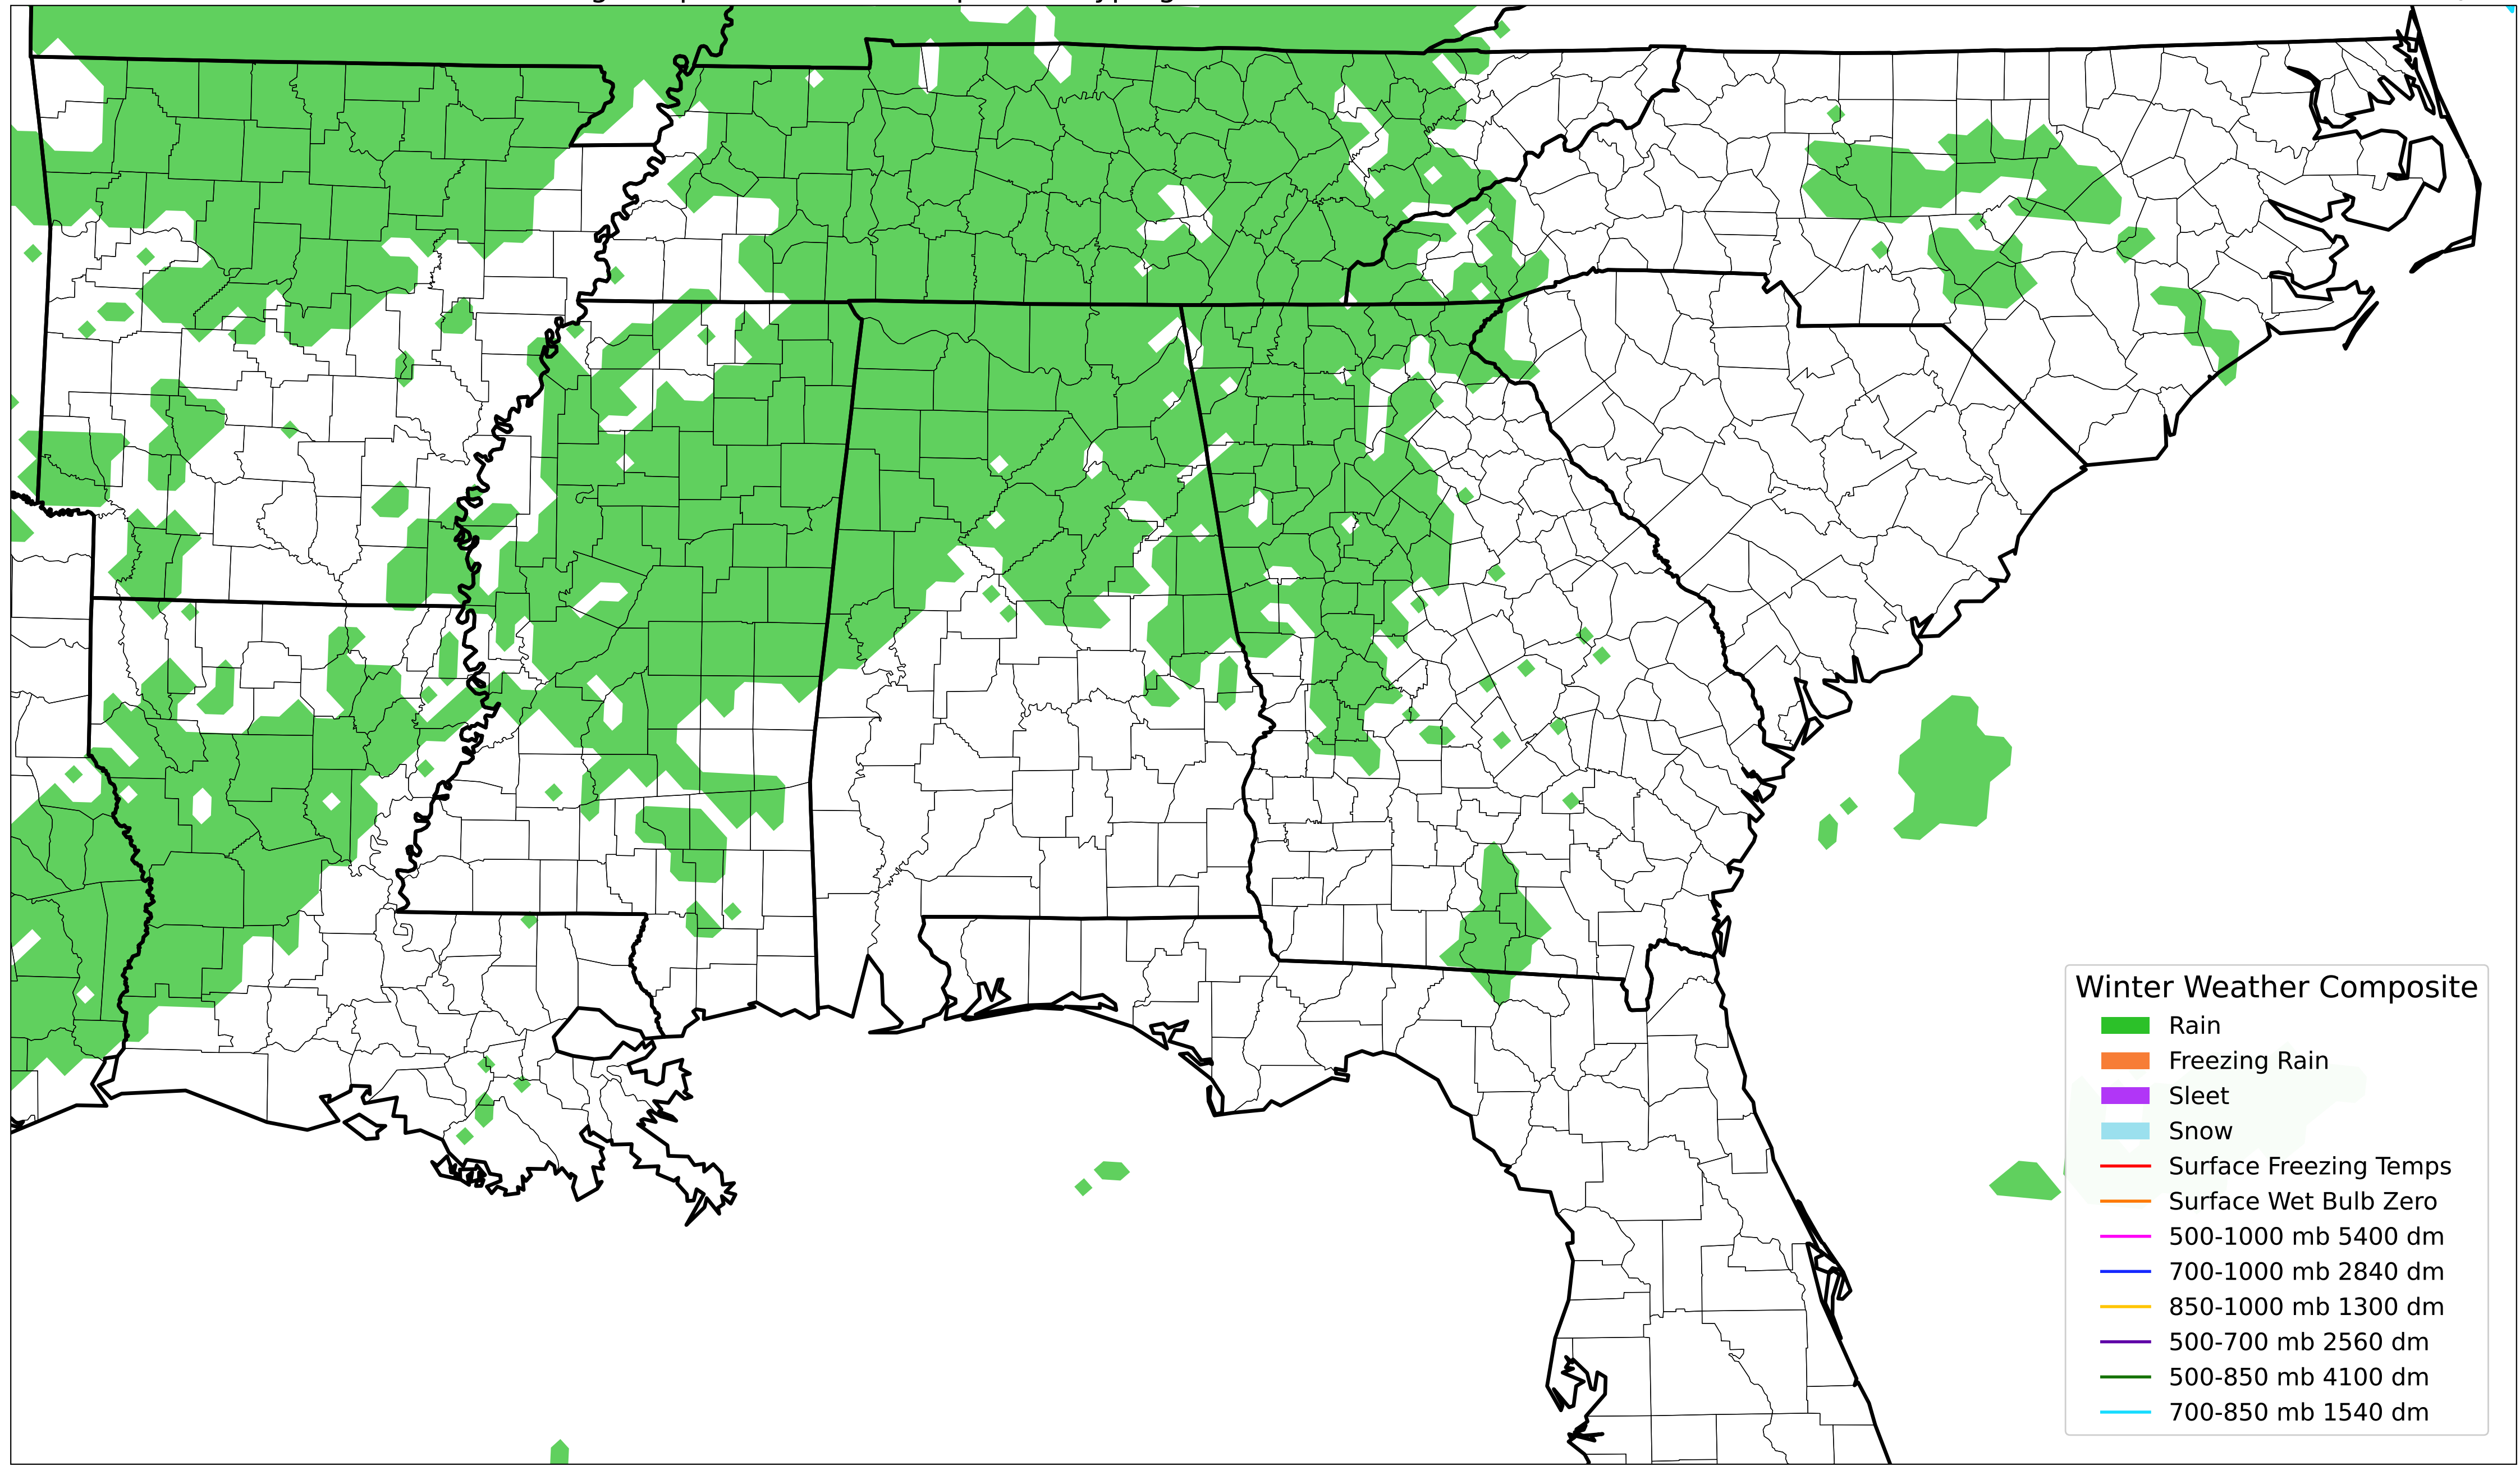 Winter Weather Composite
Rain
Freezing Rain
Sleet
Snow
Surface Freezing Temps
Surface Wet Bulb Zero
500-1000 mb 5400 dm
700-1000 mb 2840 dm
850-1000 mb 1300 dm
500-700 mb 2560 dm
500-850 mb 4100 dm
700-850 mb 1540 dm